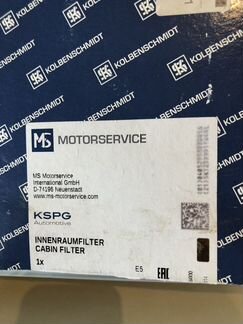 KOLBENSCHMIDT
KOLBENSCHMIDT
KOLBENSCHMIDT
KOLBENSCHMIDT
MS MOTORSERVICE
MS Motorservice
International GmbH
D-74196 Neuenstadt
www.ms-motorservice.com
KSPG
Automotive
INNENRAUMFILTER
CABIN FILTER
1x
E5
EAC